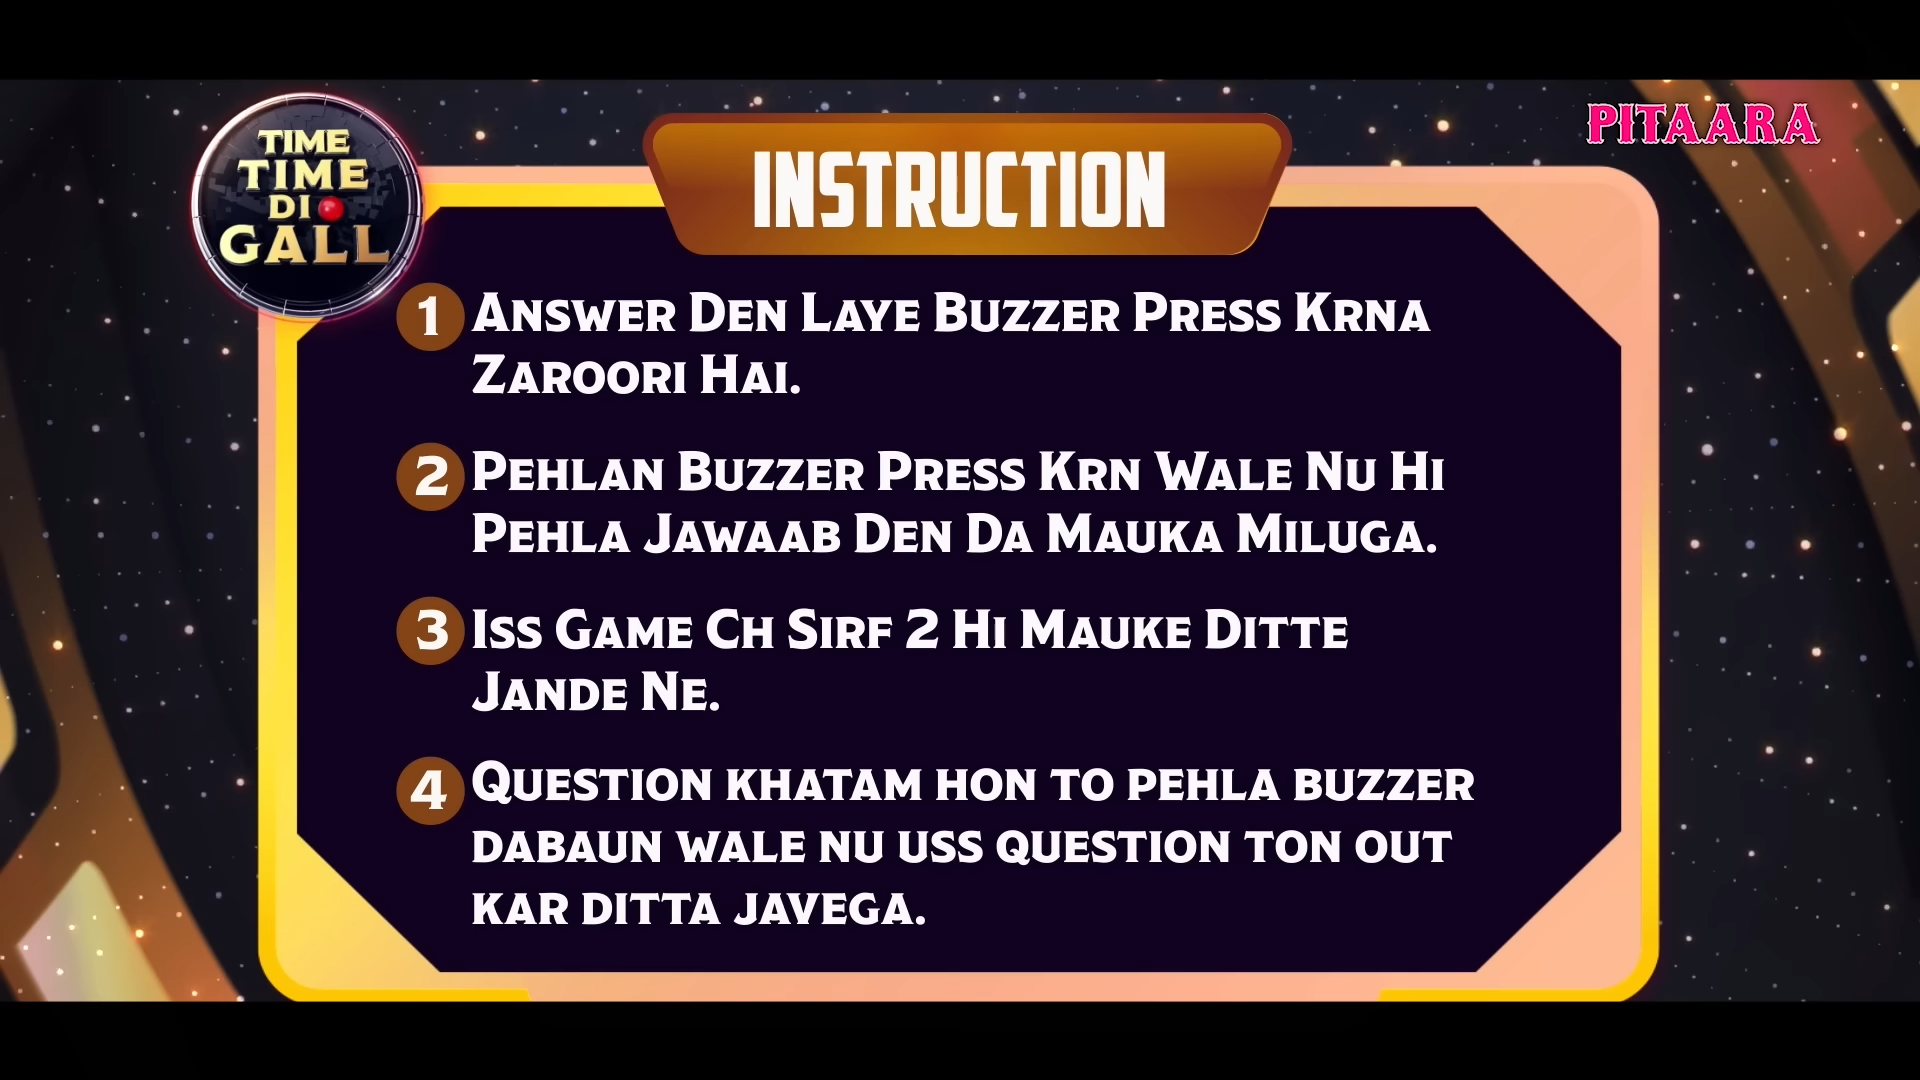 TIME
TIME
DI
GALL
INSTRUCTION
PITAARA
1 ANSWER DEN LAYE BUZZER PRESS KRNA
ZAROORI HAI.
2 PEHLAN BUZZER PRESS KRN WALE NU HI
PEHLA JAWAAB DEN DA MAUKA MILUGA.
3 ISS GAME CH SIRF 2 HI MAUKE DITTE
JANDE NE.
4 QUESTION KHATAM HON TO PEHLA BUZZER
DABAUN WALE NU USS QUESTION TON OUT
KAR DITTA JAVEGA.